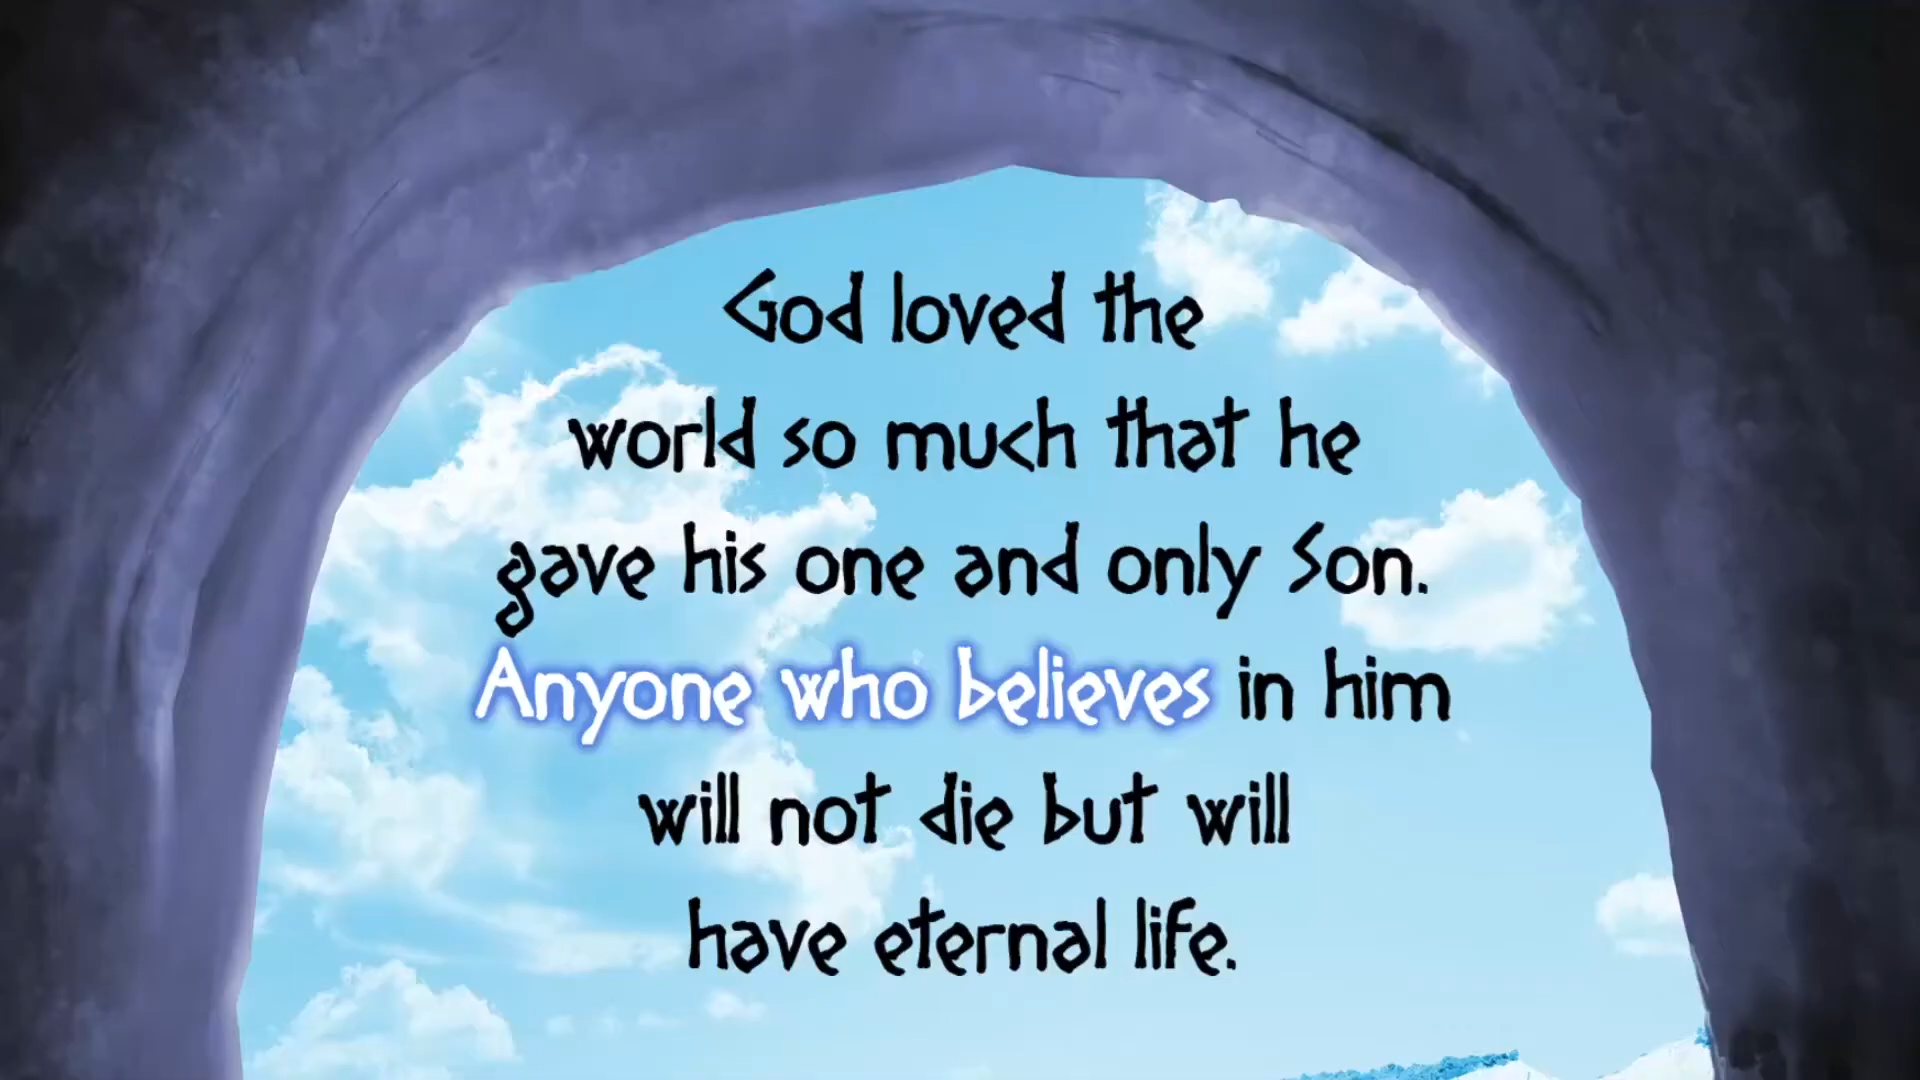 God loved the
world so much that he
gave his one and only Son.
Anyone who believes in him
will not die but will
have eternal life.